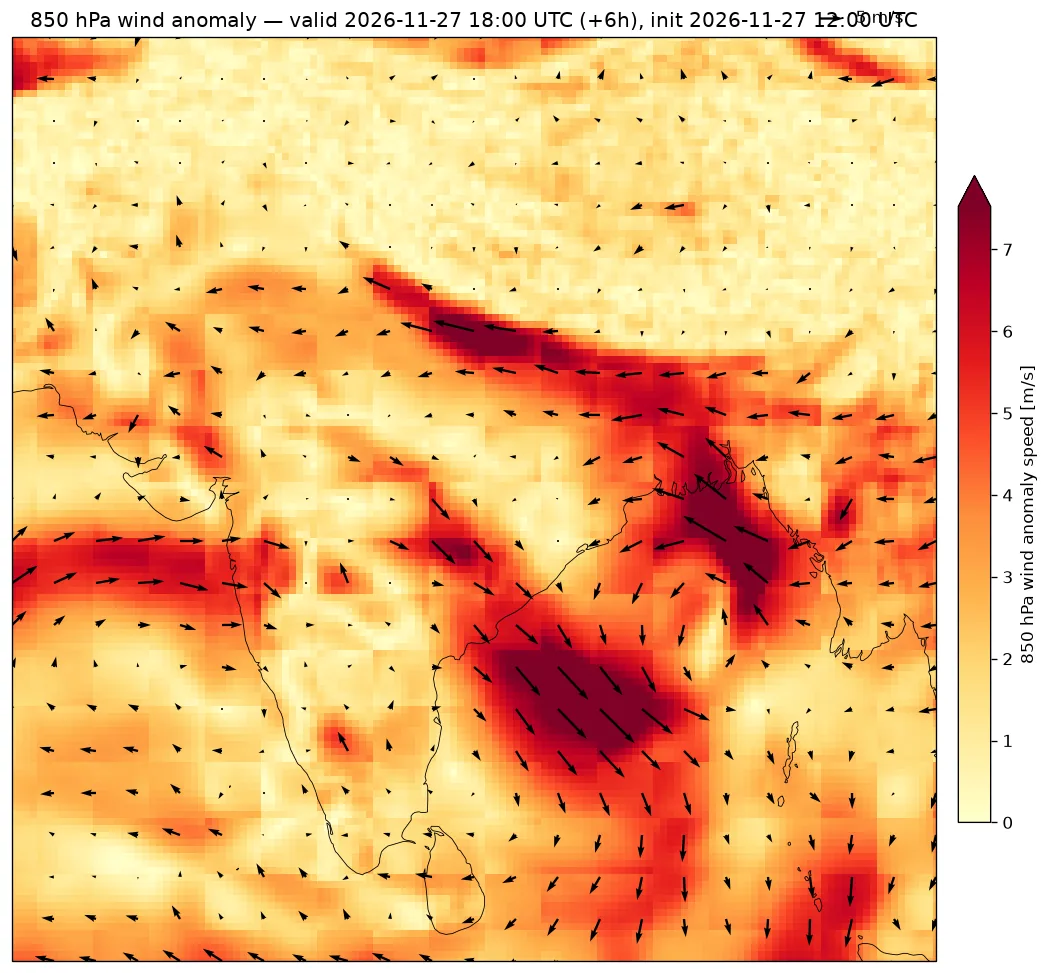 850 hPa wind anomaly — valid 2026-11-27 18:00 UTC (+6h), init 2026-11-27 12:00 UTC
5 m/s
7
6
5
4
3
2
1
0
850 hPa wind anomaly speed [m/s]